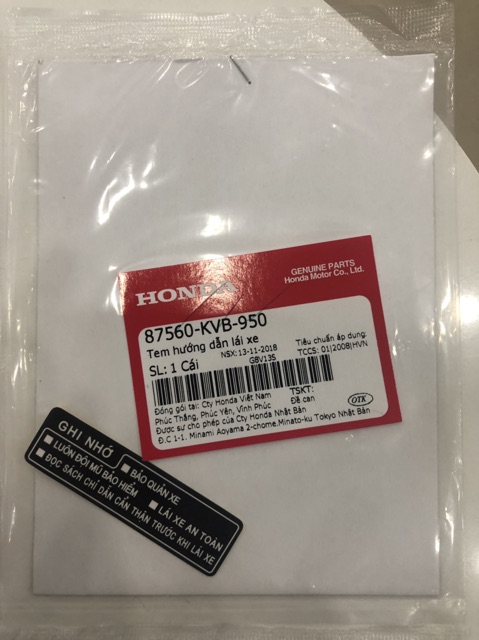 HONDA
GENUINE PARTS
Honda Motor Co., Ltd.
87560-KVB-950
Tem hướng dẫn lái xe
NSX:13-11-2018
Tiêu chuẩn áp dụng:
SL: 1 Cái
G8V135
TCCS: 01|2008|HVN
TSKT:
Đóng gói tại: Cty Honda Việt Nam
Đề can
OTK
Phúc Thắng, Phúc Yên, Vĩnh Phúc
Được sự cho phép của Cty Honda Nhật Bản
Đ.C 1-1. Minami Aoyama 2-chome.Minato-ku Tokyo Nhật Bản
GHI NHỚ
■ BẢO QUẢN XE
■ LUÔN ĐỘI MŨ BẢO HIỂM
■ LÁI XE AN TOÀN
■ ĐỌC SÁCH CHỈ DẪN CẨN THẬN TRƯỚC KHI LÁI XE